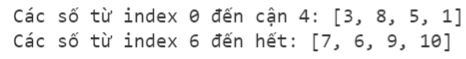 Các số từ index 0 đến cận 4: [3, 8, 5, 1]
Các số từ index 6 đến hết: [7, 6, 9, 10]